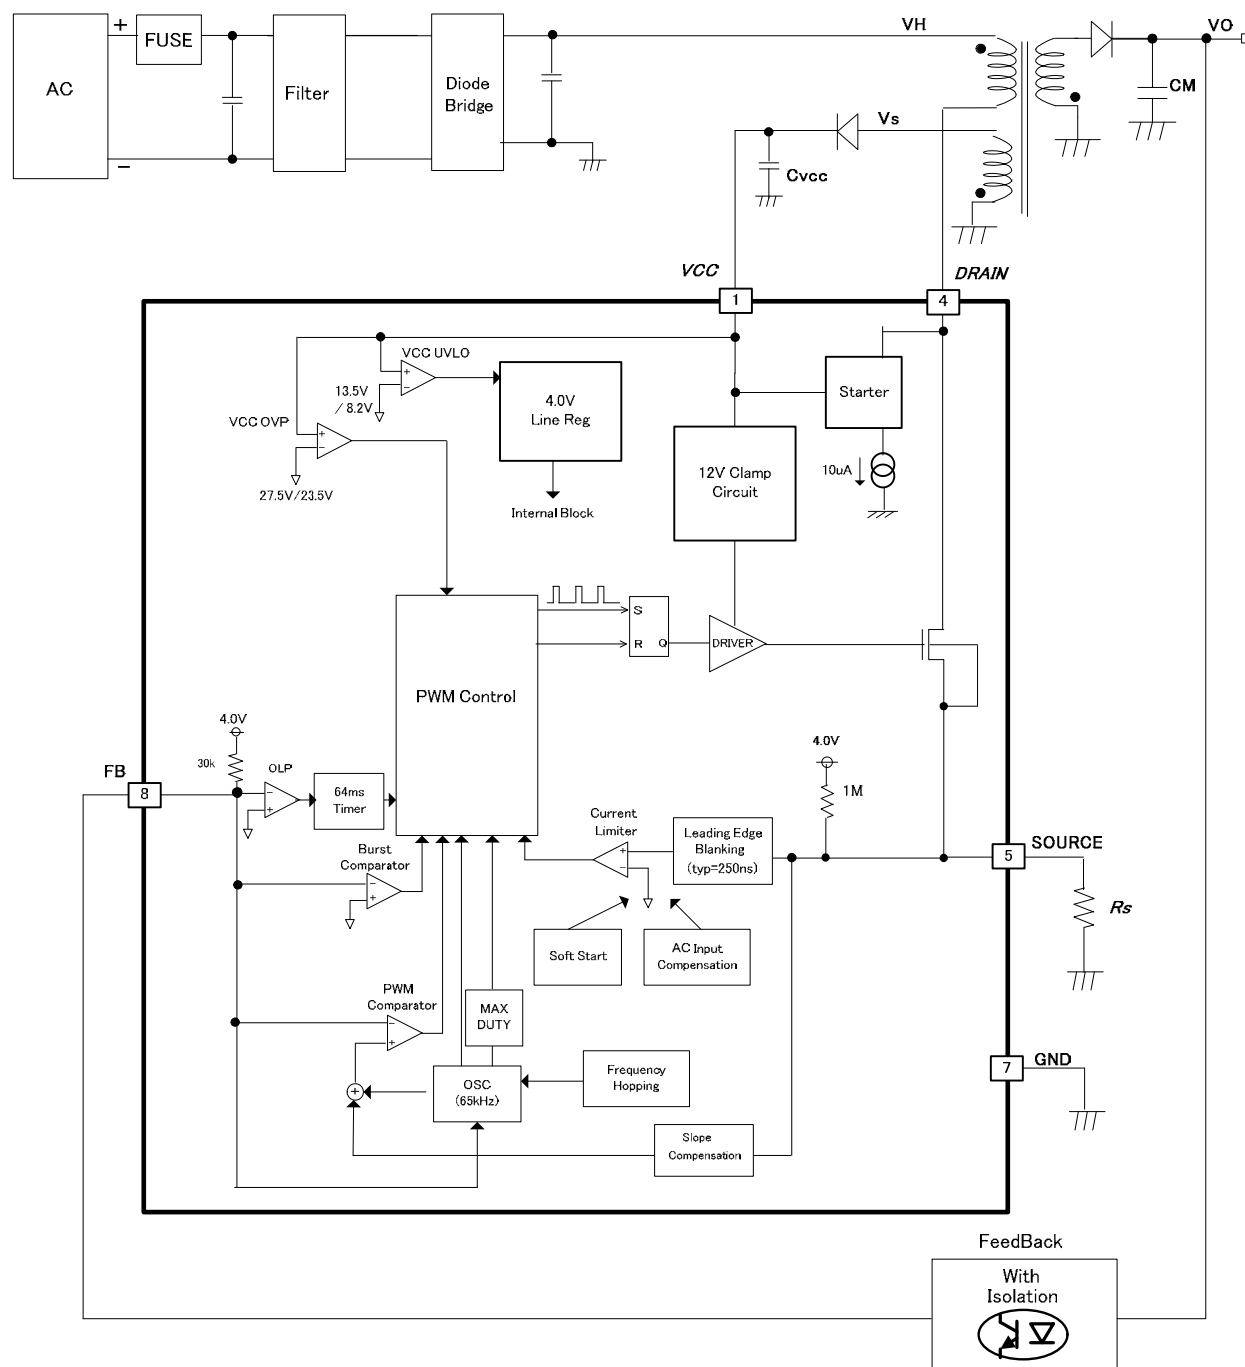 AC
+
FUSE
−
Filter
Diode
Bridge
VH
VO
CM
Vs
Cvcc
VCC
DRAIN
1
4
VCC UVLO
+
−
13.5V
/ 8.2V
4.0V
Line Reg
Starter
VCC OVP
+
−
27.5V/23.5V
12V Clamp
Circuit
10uA
Internal Block
S
R
Q
DRIVER
PWM Control
4.0V
30k
FB
8
OLP
−
+
64ms
Timer
4.0V
1M
Current
Limiter
+
−
Leading Edge
Blanking
(typ=250ns)
SOURCE
5
Rs
Burst
Comparator
−
+
Soft Start
AC Input
Compensation
PWM
Comparator
−
+
MAX
DUTY
+
OSC
(65kHz)
Frequency
Hopping
7
GND
Slope
Compensation
FeedBack
With
Isolation